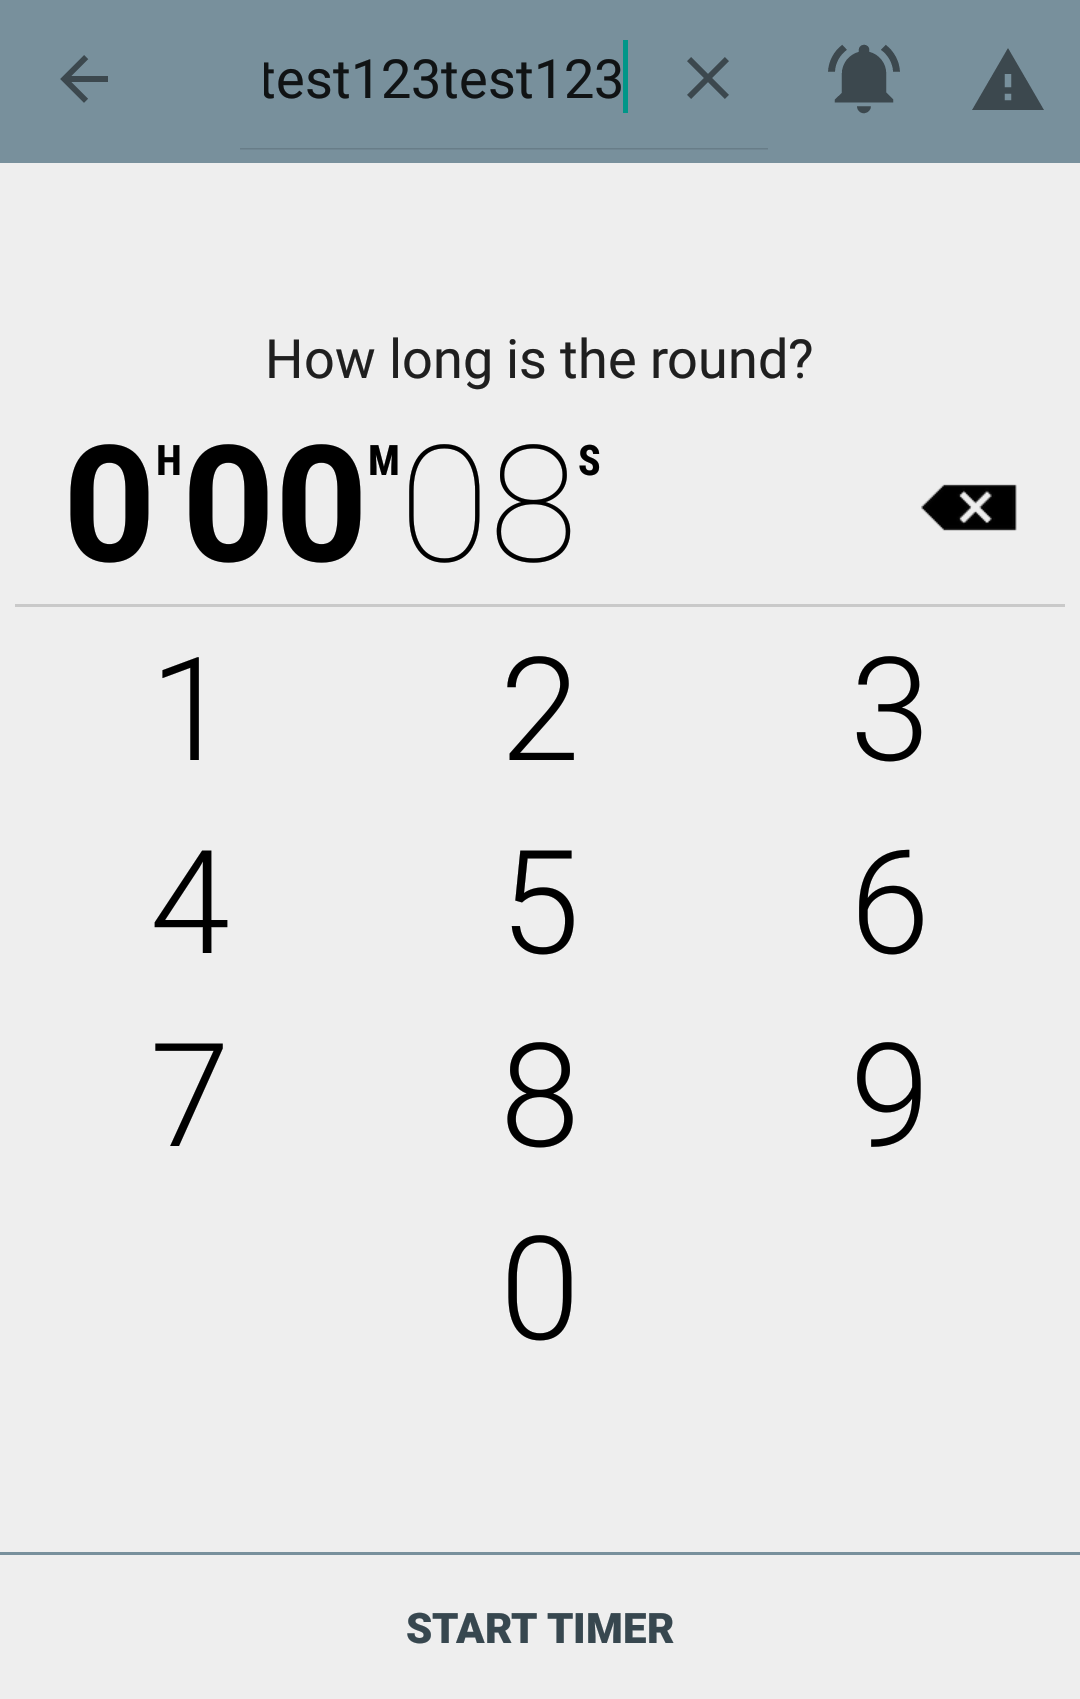 test123test123
How long is the round?
0H00M08S
1 2 3
4 5 6
7 8 9
0
START TIMER